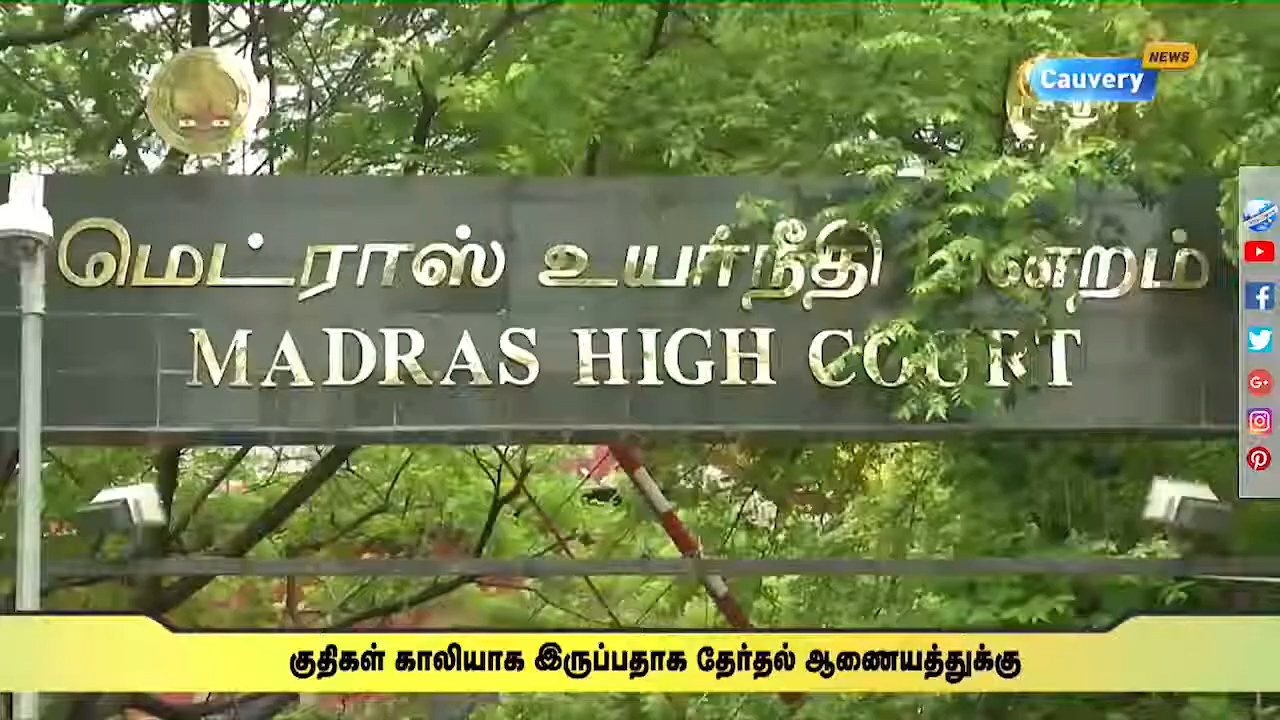 NEWS
Cauvery
மெட்ராஸ் உயர்நீதி
MADRAS HIGH COURT
குதிகள் காலியாக இருப்பதாக தேர்தல் ஆணையத்துக்கு